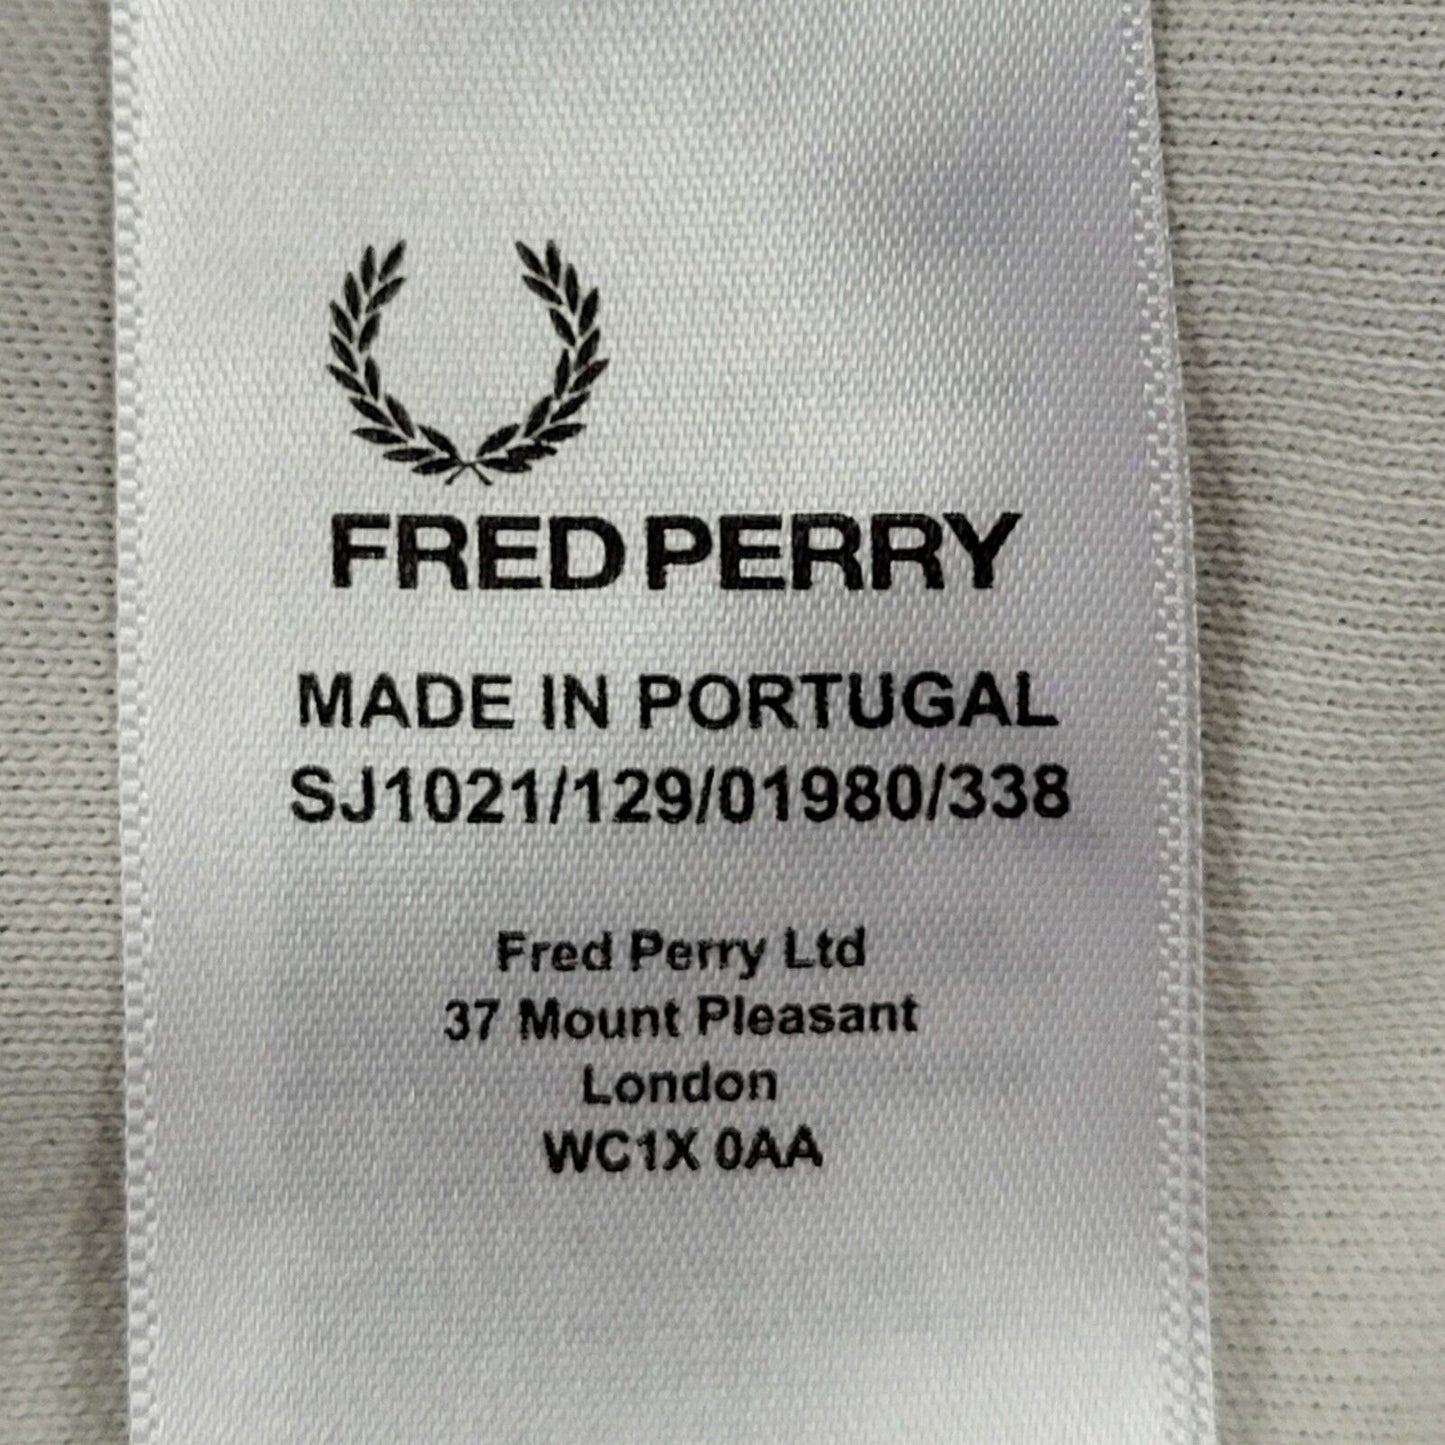 FRED PERRY
MADE IN PORTUGAL
SJ1021/129/01980/338
Fred Perry Ltd
37 Mount Pleasant
London
WC1X 0AA